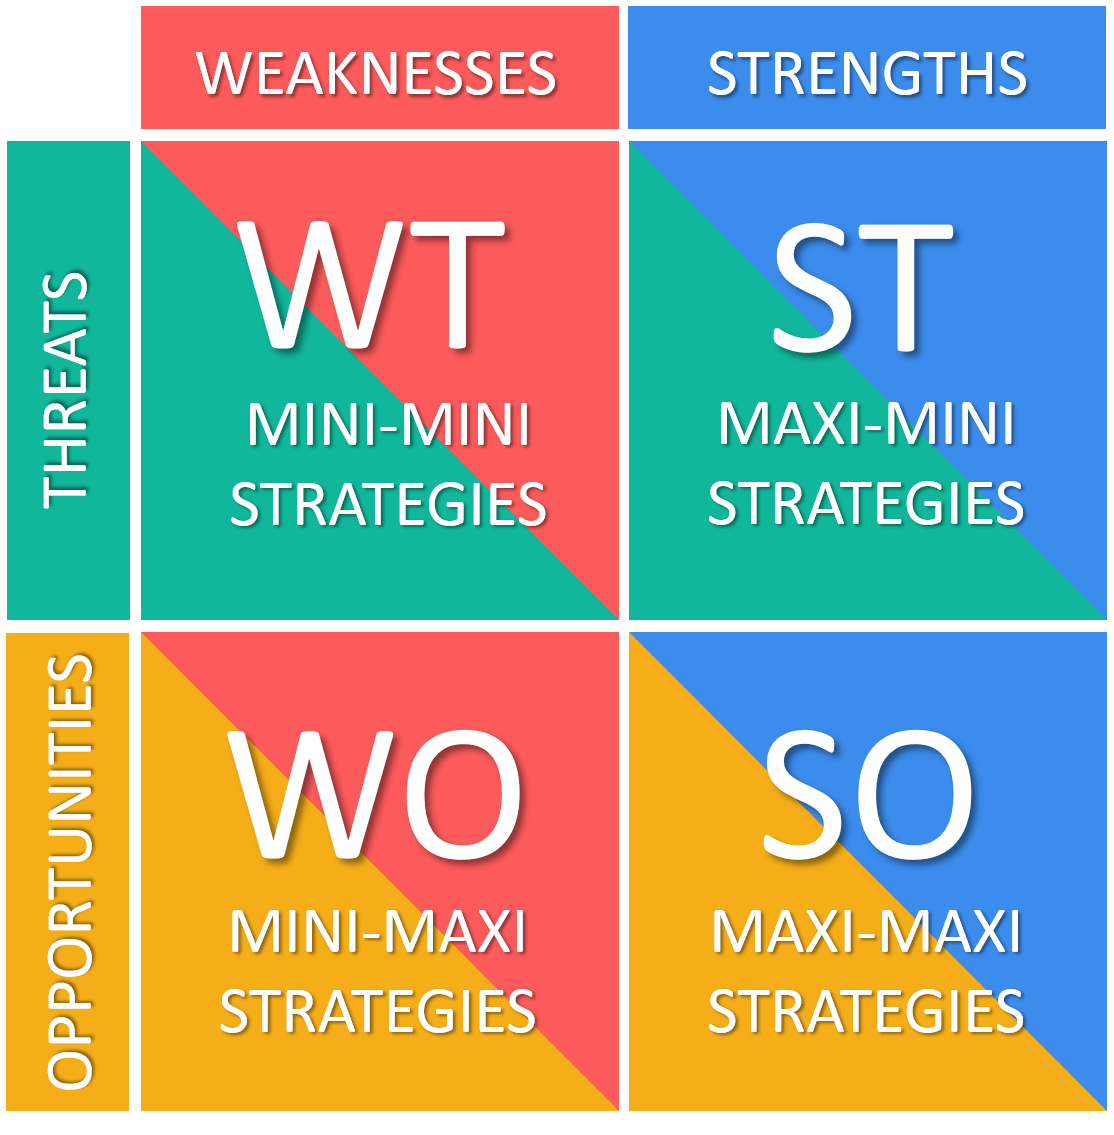 WEAKNESSES
STRENGTHS
THREATS
WT
MINI-MINI
STRATEGIES
ST
MAXI-MINI
STRATEGIES
OPPORTUNITIES
WO
MINI-MAXI
STRATEGIES
SO
MAXI-MAXI
STRATEGIES